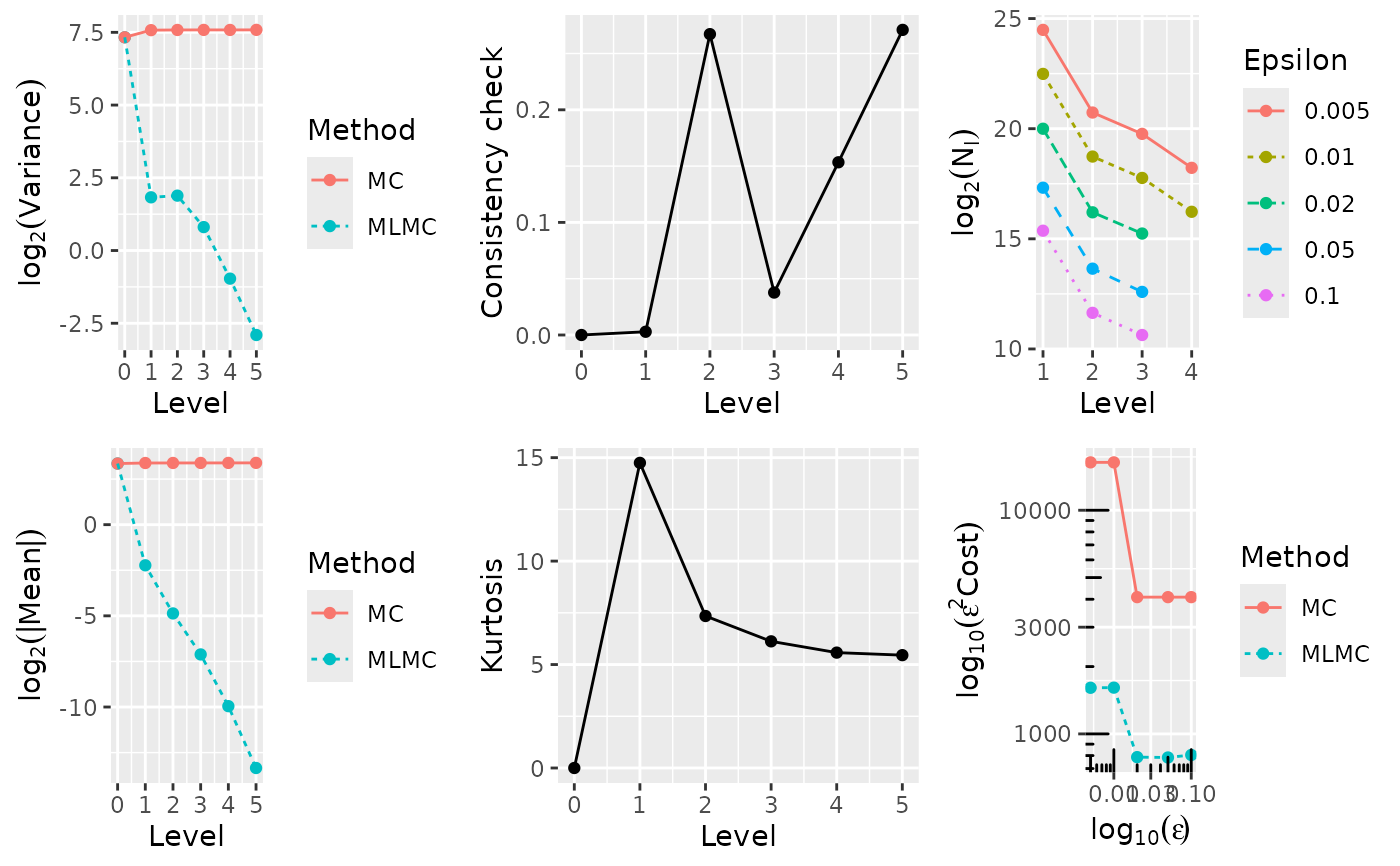 log2(Variance)
7.5
5.0
2.5
0.0
-2.5
0 1 2 3 4 5
Level
Method
MC
MLMC
Consistency check
0.2
0.1
0.0
0 1 2 3 4 5
Level
log2(Nl)
25
20
15
10
1 2 3 4
Level
Epsilon
0.005
0.01
0.02
0.05
0.1
log2(|Mean|)
0
-5
-10
0 1 2 3 4 5
Level
Method
MC
MLMC
Kurtosis
15
10
5
0
0 1 2 3 4 5
Level
log10(ε2Cost)
10000
3000
1000
0.01 0.03 0.10
log10(ε)
Method
MC
MLMC